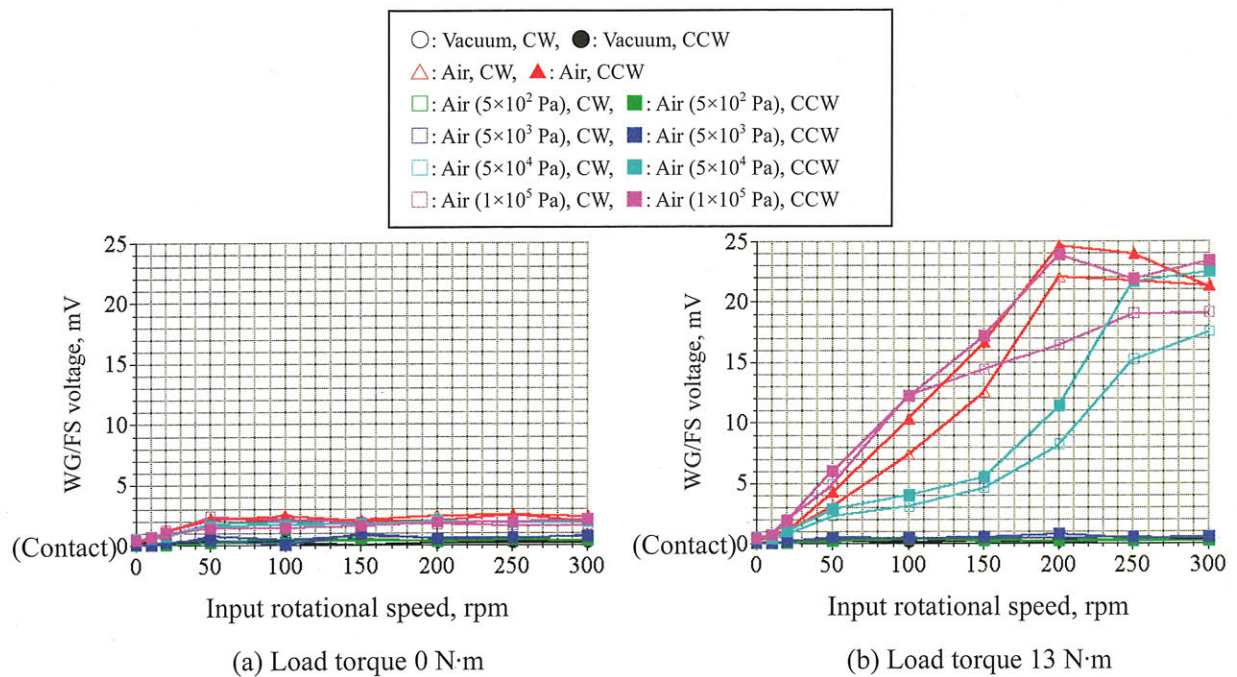 ○: Vacuum, CW, ●: Vacuum, CCW
△: Air, CW, ▲: Air, CCW
□: Air (5×10² Pa), CW, ■: Air (5×10² Pa), CCW
□: Air (5×10³ Pa), CW, ■: Air (5×10³ Pa), CCW
□: Air (5×10⁴ Pa), CW, ■: Air (5×10⁴ Pa), CCW
□: Air (1×10⁵ Pa), CW, ■: Air (1×10⁵ Pa), CCW
WG/FS voltage, mV
25
20
15
10
5
(Contact) 0
0 50 100 150 200 250 300
Input rotational speed, rpm
(a) Load torque 0 N·m
WG/FS voltage, mV
25
20
15
10
5
(Contact) 0
0 50 100 150 200 250 300
Input rotational speed, rpm
(b) Load torque 13 N·m